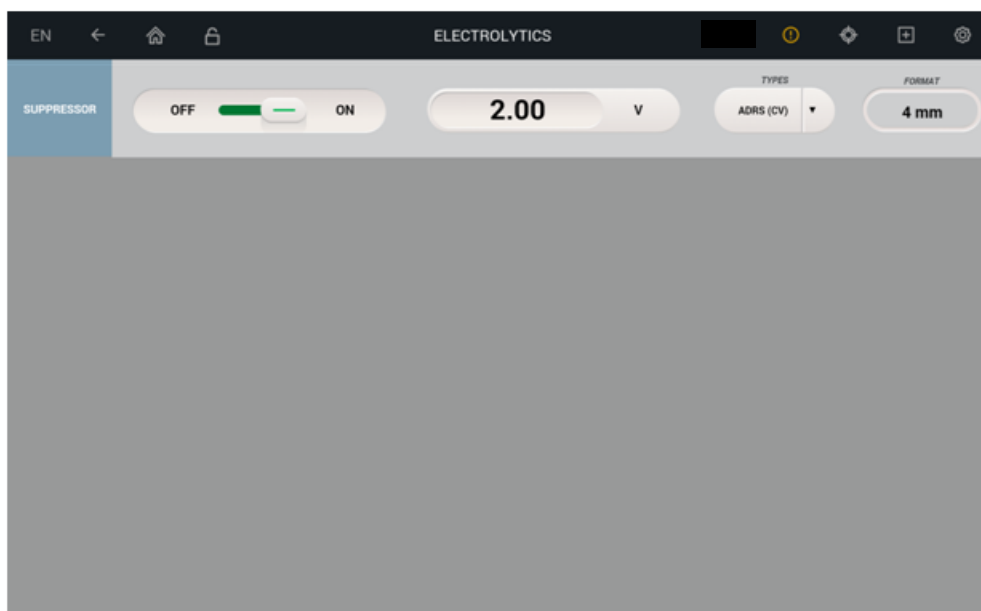 EN ELECTROLYTICS
SUPPRESSOR
OFF ON
2.00 V
TYPES
ADRS (CV)
FORMAT
4 mm